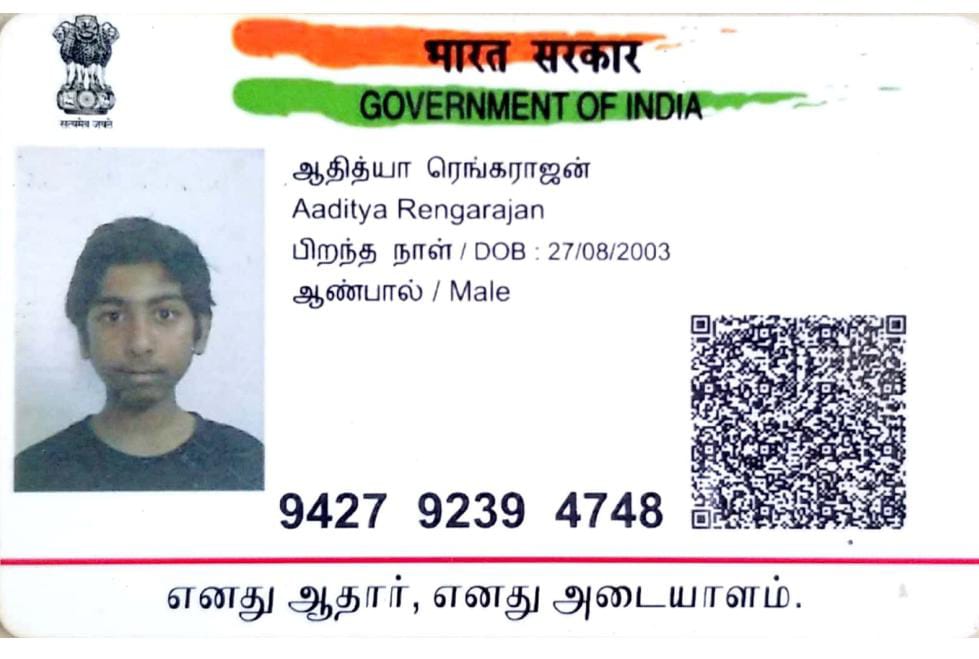 भारत सरकार
GOVERNMENT OF INDIA
सत्यमेव जयते
ஆதித்யா ரெங்கராஜன்
Aaditya Rengarajan
பிறந்த நாள் / DOB : 27/08/2003
ஆண்பால் / Male
9427 9239 4748
எனது ஆதார், எனது அடையாளம்.